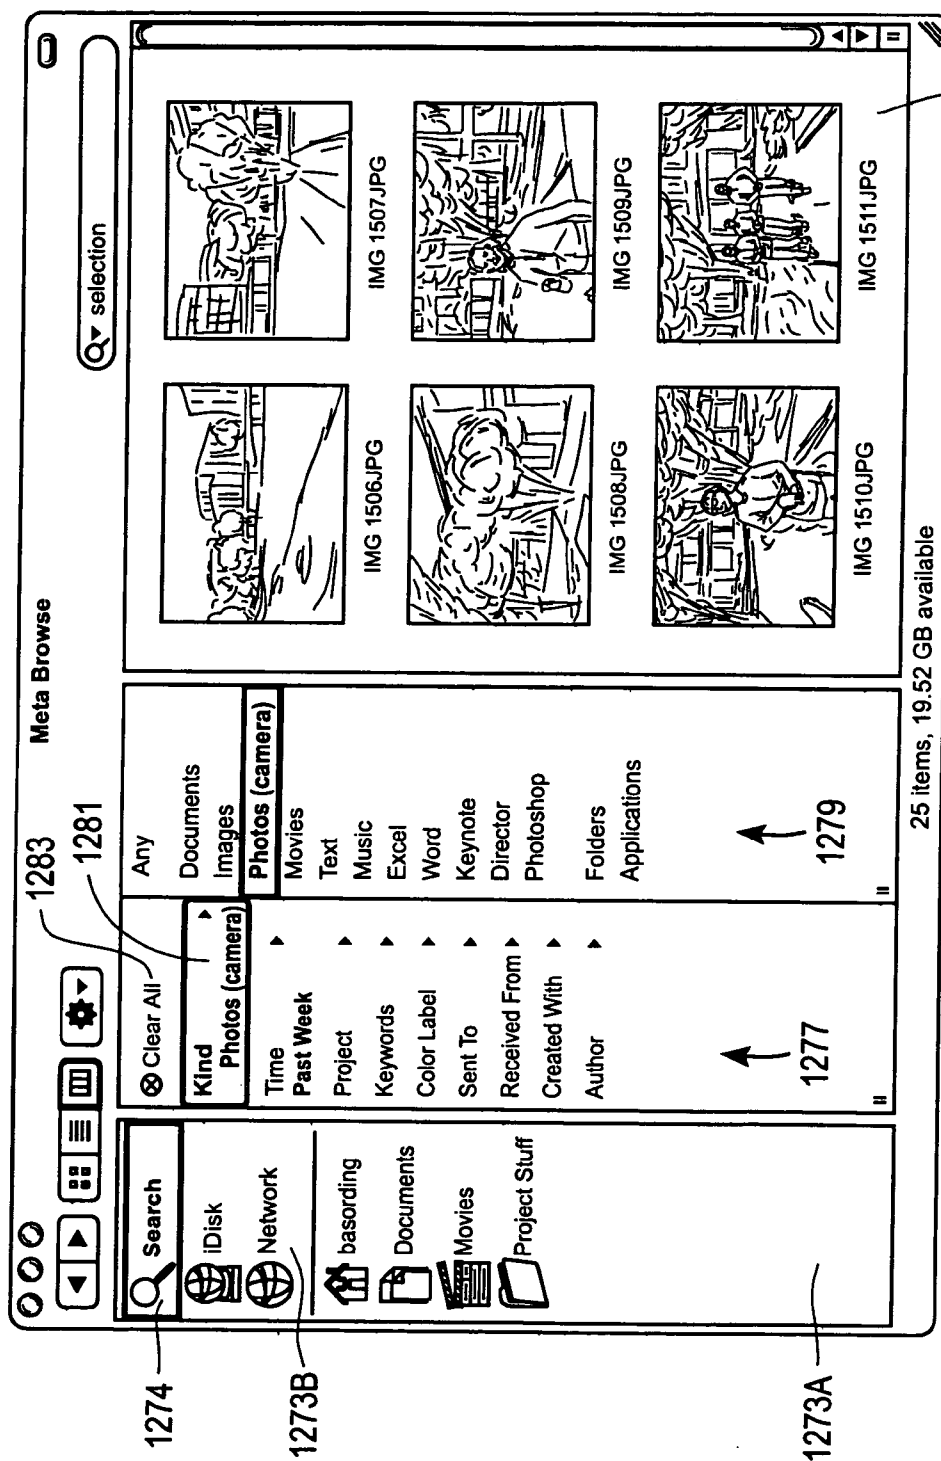 Meta Browse
selection
1283
1281
1274
1273B
1273A
Search
iDisk
Network
basording
Documents
Movies
Project Stuff
Clear All
Kind
Photos (camera)
Time
Past Week
Project
Keywords
Color Label
Sent To
Received From
Created With
Author
1277
Any
Documents
Images
Photos (camera)
Movies
Text
Music
Excel
Word
Keynote
Director
Photoshop
Folders
Applications
1279
IMG 1506JPG
IMG 1507JPG
IMG 1508JPG
IMG 1509JPG
IMG 1510JPG
IMG 1511JPG
25 items, 19.52 GB available